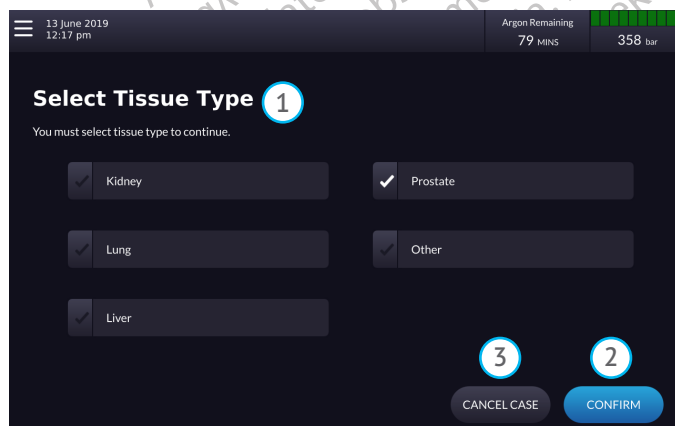 13 June 2019
12:17 pm
Argon Remaining
79 MINS
358 bar
Select Tissue Type
1
You must select tissue type to continue.
Kidney
Prostate
Lung
Other
Liver
3
2
CANCEL CASE
CONFIRM